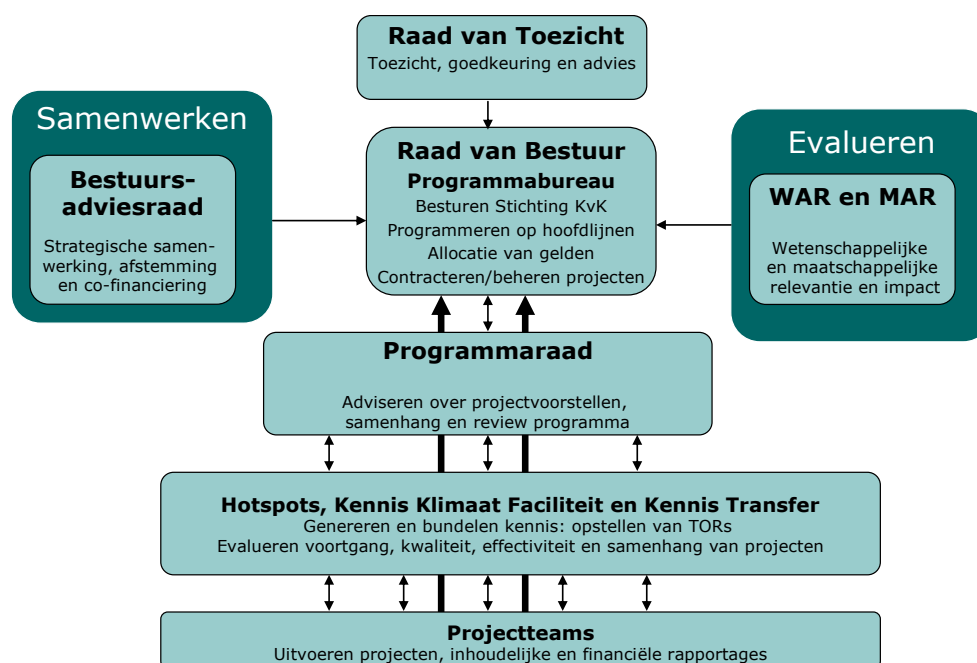 Raad van Toezicht
Toezicht, goedkeuring en advies
Samenwerken
Bestuurs-
adviesraad
Strategische samen-
werking, afstemming
en co-financiering
Raad van Bestuur
Programmabureau
Besturen Stichting KvK
Programmeren op hoofdlijnen
Allocatie van gelden
Contracteren/beheren projecten
Evalueren
WAR en MAR
Wetenschappelijke
en maatschappelijke
relevantie en impact
Programmaraad
Adviseren over projectvoorstellen,
samenhang en review programma
Hotspots, Kennis Klimaat Faciliteit en Kennis Transfer
Genereren en bundelen kennis: opstellen van TORs
Evalueren voortgang, kwaliteit, effectiviteit en samenhang van projecten
Projectteams
Uitvoeren projecten, inhoudelijke en financiële rapportages